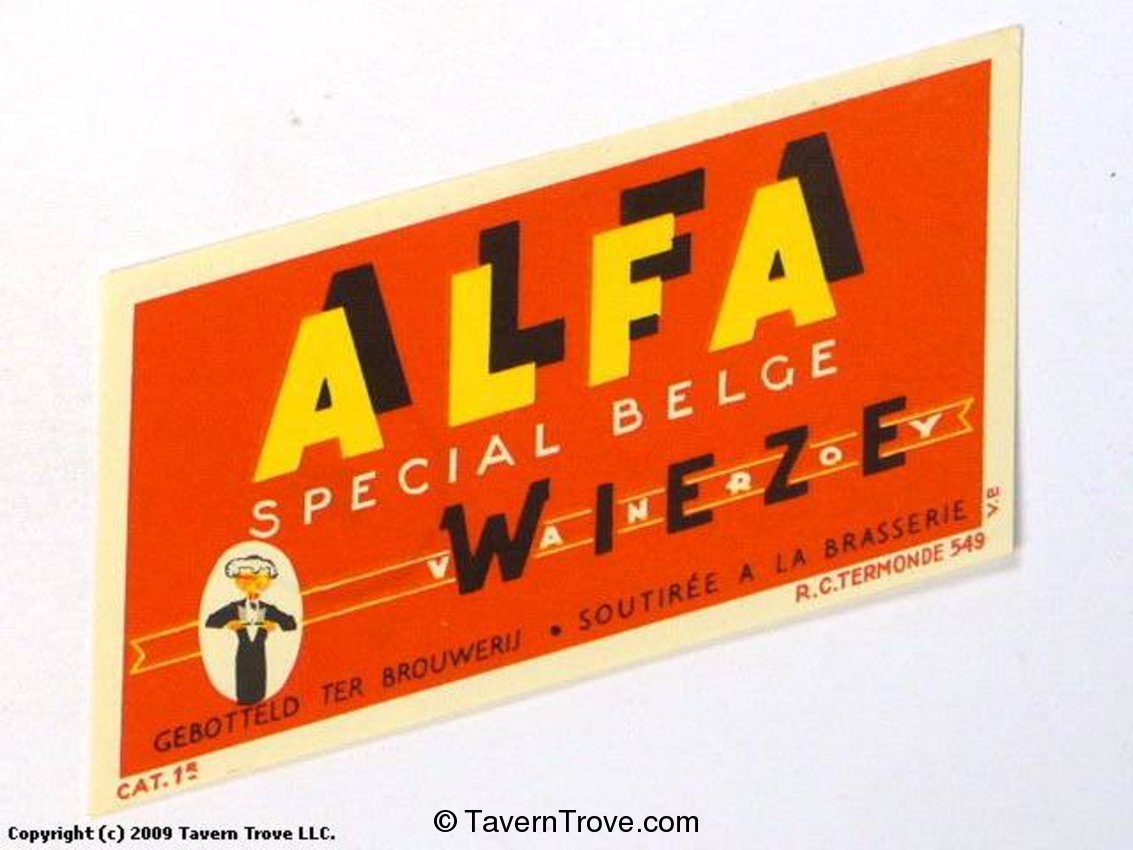 ALFA
SPECIAL BELGE
WIEZE
VAN ROY
GEBOTTELD TER BROUWERIJ • SOUTIRÉE A LA BRASSERIE
V.P.
CAT. 1R
R.C. TERMONDE 549
Copyright (c) 2009 Tavern Trove LLC.
© TavernTrove.com